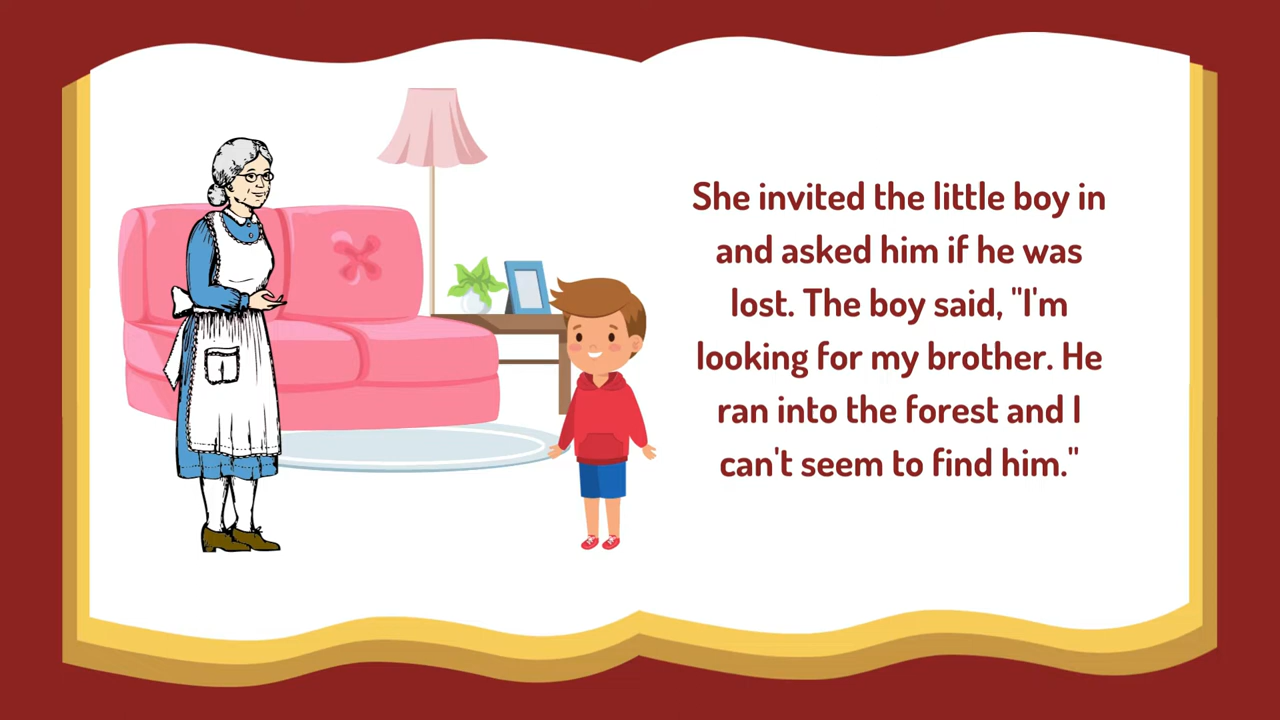 She invited the little boy in
and asked him if he was
lost. The boy said, "I'm
looking for my brother. He
ran into the forest and I
can't seem to find him."